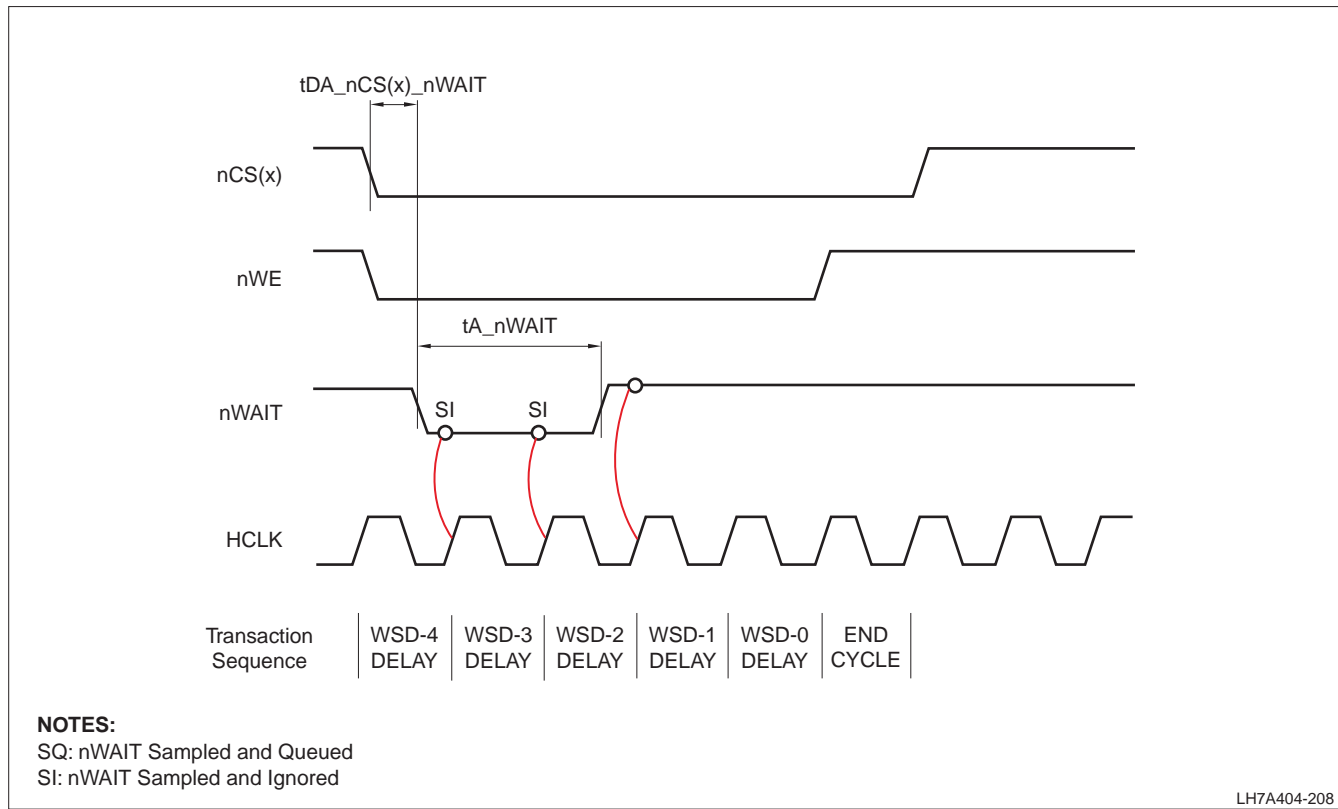 tDA_nCS(x)_nWAIT
nCS(x)
nWE
tA_nWAIT
nWAIT
SI
SI
HCLK
Transaction
Sequence
WSD-4
DELAY
WSD-3
DELAY
WSD-2
DELAY
WSD-1
DELAY
WSD-0
DELAY
END
CYCLE
NOTES:
SQ: nWAIT Sampled and Queued
SI: nWAIT Sampled and Ignored
LH7A404-208